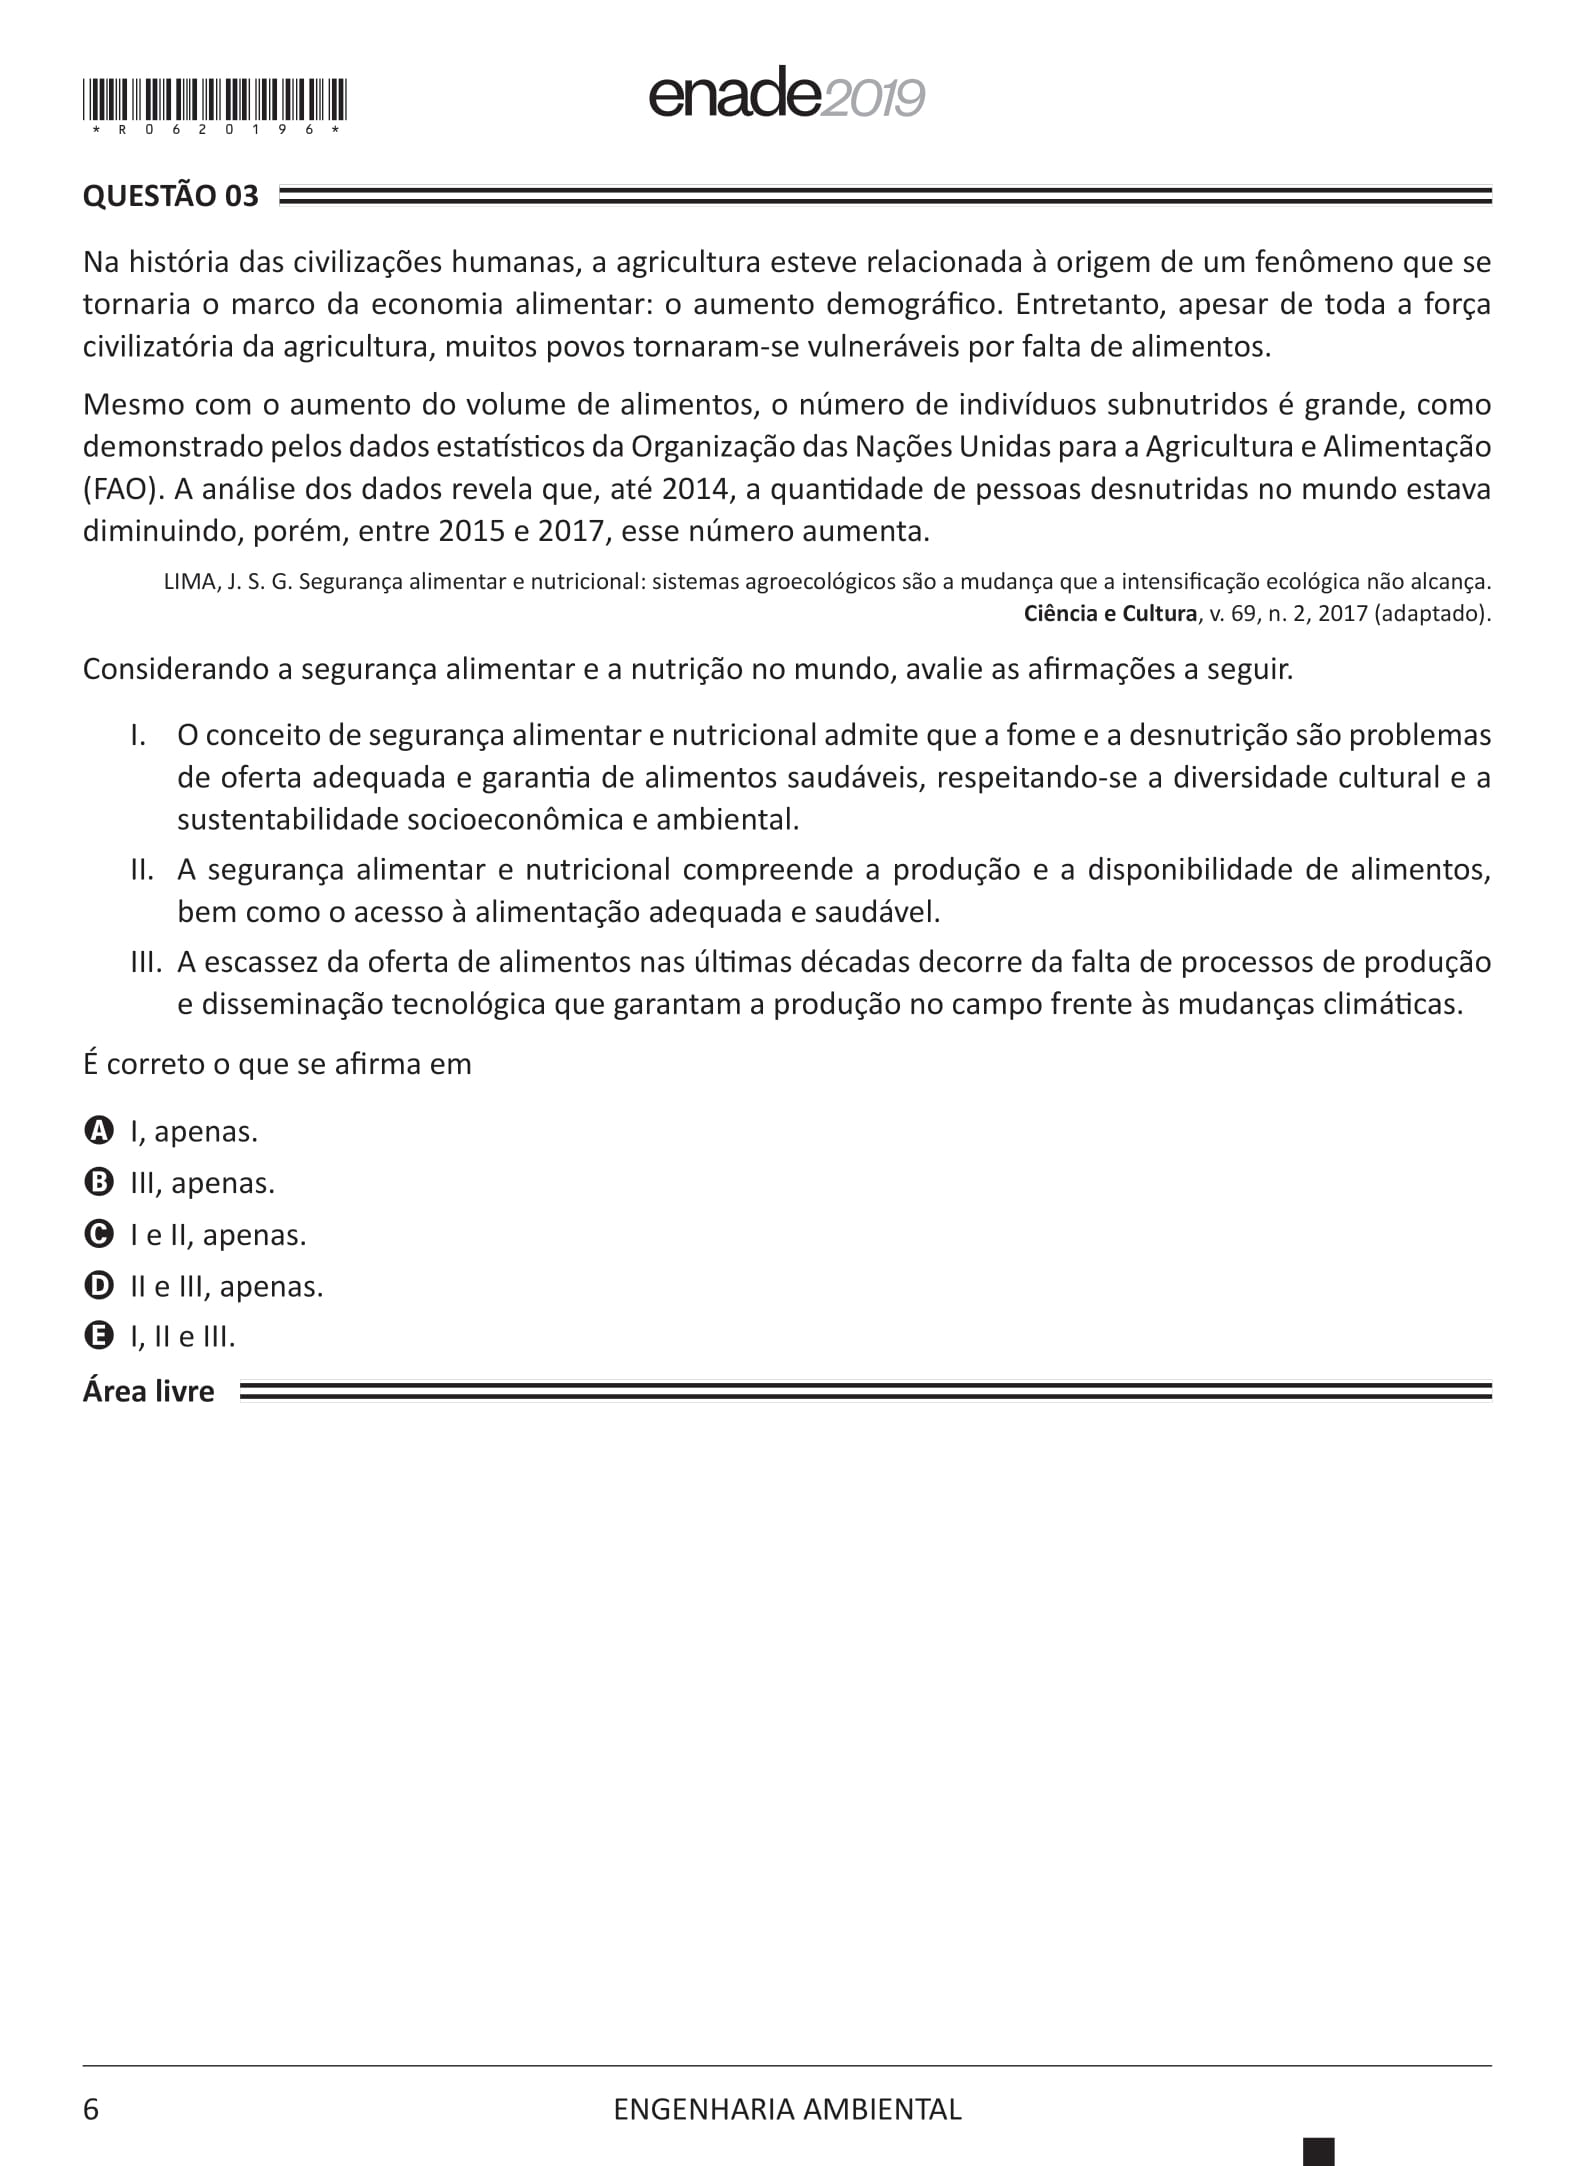 *R0620196*
enade2019
QUESTÃO 03
Na história das civilizações humanas, a agricultura esteve relacionada à origem de um fenômeno que se
tornaria o marco da economia alimentar: o aumento demográfico. Entretanto, apesar de toda a força
civilizatória da agricultura, muitos povos tornaram-se vulneráveis por falta de alimentos.
Mesmo com o aumento do volume de alimentos, o número de indivíduos subnutridos é grande, como
demonstrado pelos dados estatísticos da Organização das Nações Unidas para a Agricultura e Alimentação
(FAO). A análise dos dados revela que, até 2014, a quantidade de pessoas desnutridas no mundo estava
diminuindo, porém, entre 2015 e 2017, esse número aumenta.
LIMA, J. S. G. Segurança alimentar e nutricional: sistemas agroecológicos são a mudança que a intensificação ecológica não alcança.
Ciência e Cultura, v. 69, n. 2, 2017 (adaptado).
Considerando a segurança alimentar e a nutrição no mundo, avalie as afirmações a seguir.
I. O conceito de segurança alimentar e nutricional admite que a fome e a desnutrição são problemas
de oferta adequada e garantia de alimentos saudáveis, respeitando-se a diversidade cultural e a
sustentabilidade socioeconômica e ambiental.
II. A segurança alimentar e nutricional compreende a produção e a disponibilidade de alimentos,
bem como o acesso à alimentação adequada e saudável.
III. A escassez da oferta de alimentos nas últimas décadas decorre da falta de processos de produção
e disseminação tecnológica que garantam a produção no campo frente às mudanças climáticas.
É correto o que se afirma em
A I, apenas.
B III, apenas.
C I e II, apenas.
D II e III, apenas.
E I, II e III.
Área livre
6
ENGENHARIA AMBIENTAL